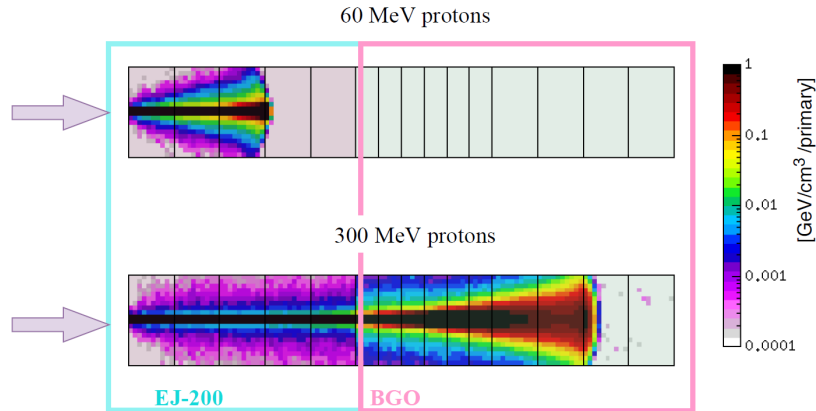 60 MeV protons
1
0.1
0.01
0.001
0.0001
[GeV/cm³/primary]
300 MeV protons
EJ-200
BGO